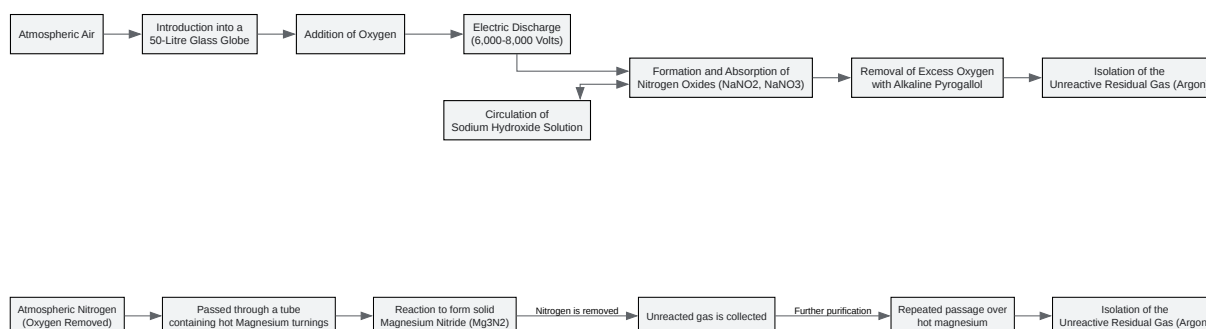 Atmospheric Air
Introduction into a
50-Litre Glass Globe
Addition of Oxygen
Electric Discharge
(6,000-8,000 Volts)
Formation and Absorption of
Nitrogen Oxides (NaNO2, NaNO3)
Removal of Excess Oxygen
with Alkaline Pyrogallol
Isolation of the
Unreactive Residual Gas (Argon
Circulation of
Sodium Hydroxide Solution
Atmospheric Nitrogen
(Oxygen Removed)
Passed through a tube
containing hot Magnesium turnings
Reaction to form solid
Magnesium Nitride (Mg3N2)
Nitrogen is removed
Unreacted gas is collected
Further purification
Repeated passage over
hot magnesium
Isolation of the
Unreactive Residual Gas (Argon